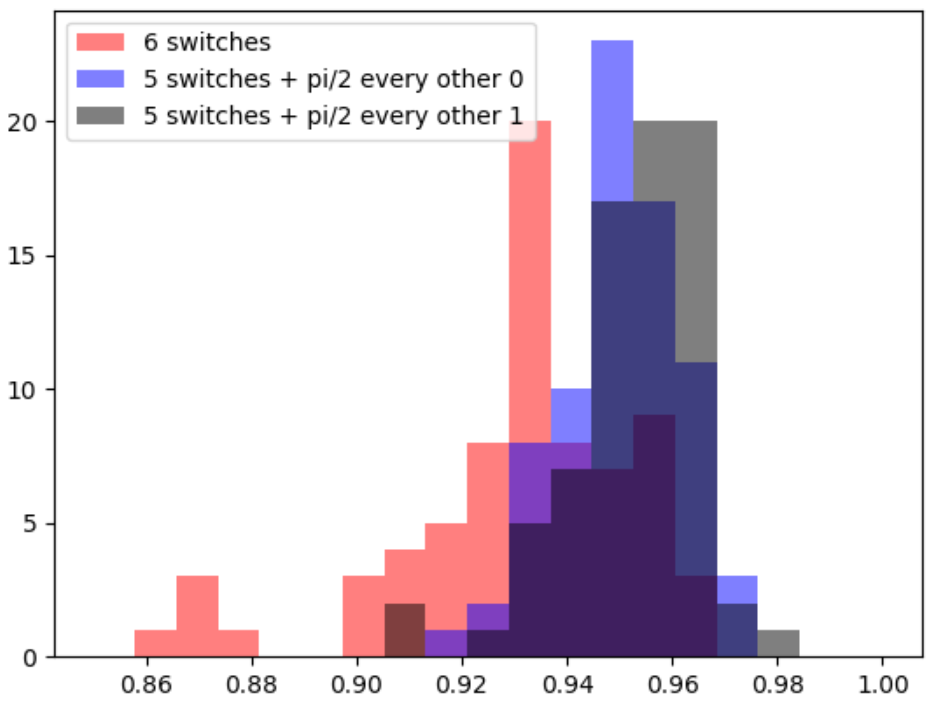 6 switches
5 switches + pi/2 every other 0
5 switches + pi/2 every other 1
20
15
10
5
0
0.86 0.88 0.90 0.92 0.94 0.96 0.98 1.00